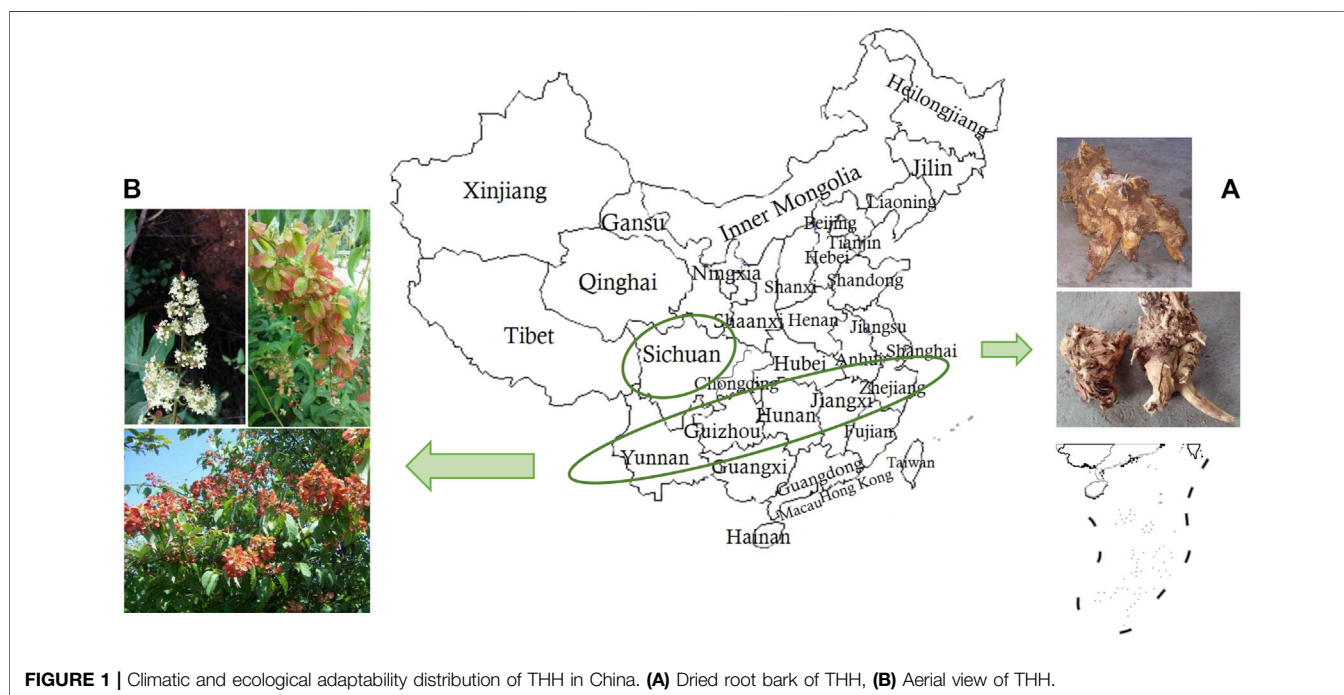 Heilongjiang
Jilin
Liaoning
Inner Mongolia
Xinjiang
Gansu
Beijing
Tianjin
Hebei
Ningxia
Qinghai
Shanxi
Shandong
Tibet
Shaanxi
Henan
Jiangsu
Sichuan
Hubei
Anhui
Shanghai
Chongding
Zhejiang
Jiangxi
Hunan
Guizhou
Fujian
Yunnan
Guangxi
Guangdong
Taiwan
Hong Kong
Macau
Hainan
B
A
FIGURE 1 | Climatic and ecological adaptability distribution of THH in China. (A) Dried root bark of THH, (B) Aerial view of THH.